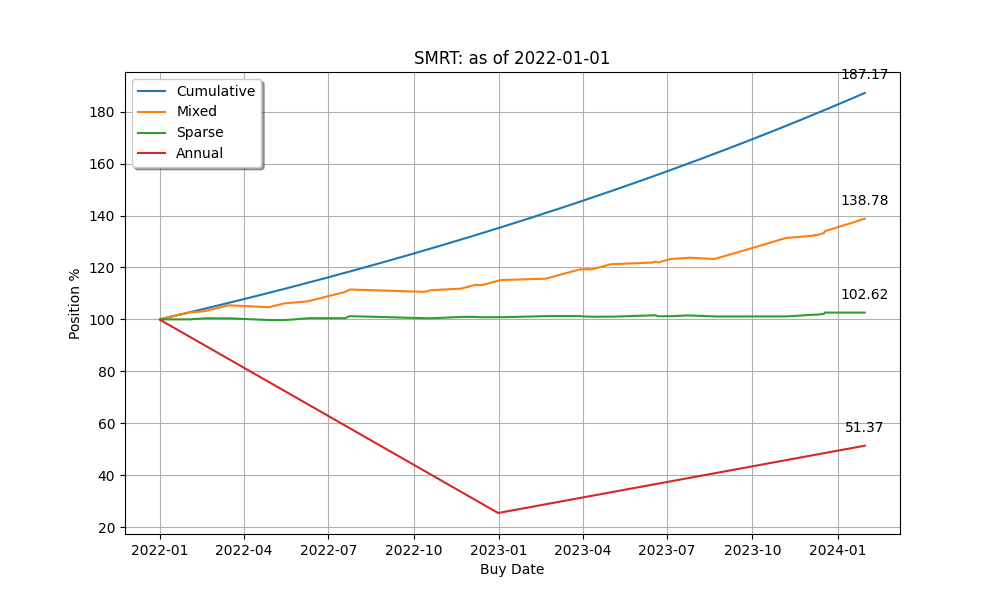 SMRT: as of 2022-01-01
187.17
Cumulative
Mixed
Sparse
Annual
138.78
102.62
51.37
Position %
180
160
140
120
100
80
60
40
20
2022-01 2022-04 2022-07 2022-10 2023-01 2023-04 2023-07 2023-10 2024-01
Buy Date